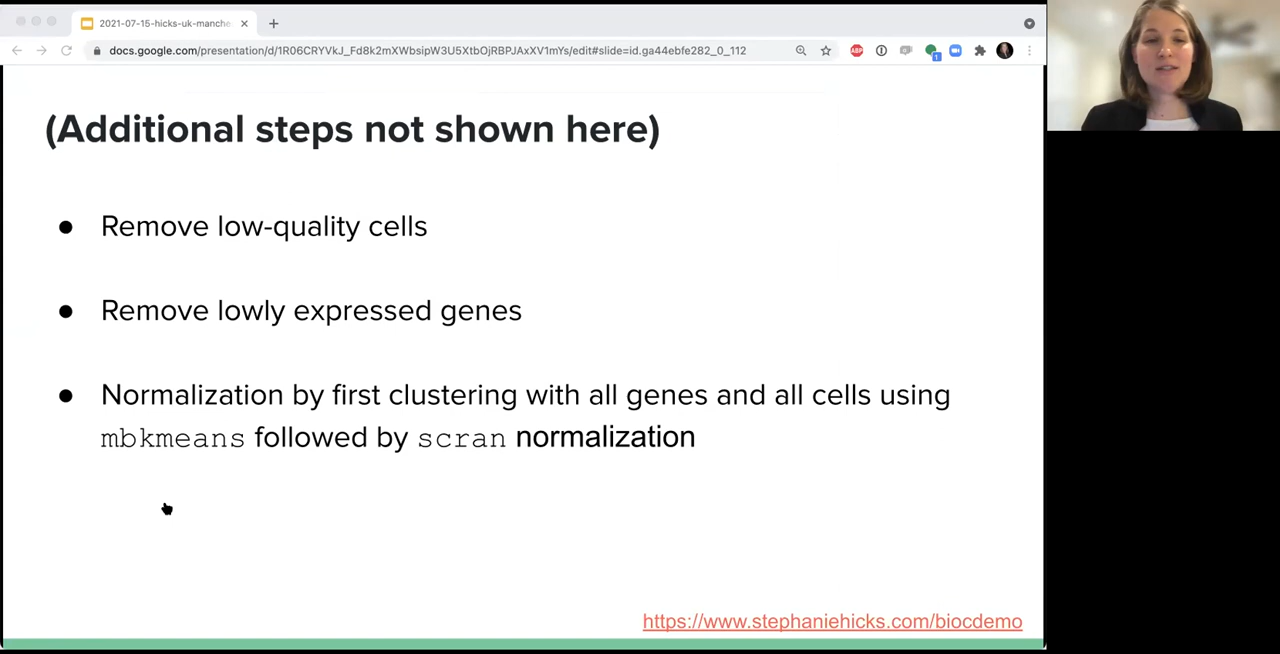 2021-07-15-hicks-uk-manche
docs.google.com/presentation/d/1R06CRYVkJ_Fd8k2mXWbsipW3U5XtbOjRBPJAxXV1mYs/edit#slide=id.ga44ebfe282_0_112
ABP
1
(Additional steps not shown here)
● Remove low-quality cells
● Remove lowly expressed genes
● Normalization by first clustering with all genes and all cells using
mbkmeans followed by scran normalization
https://www.stephaniehicks.com/biocdemo